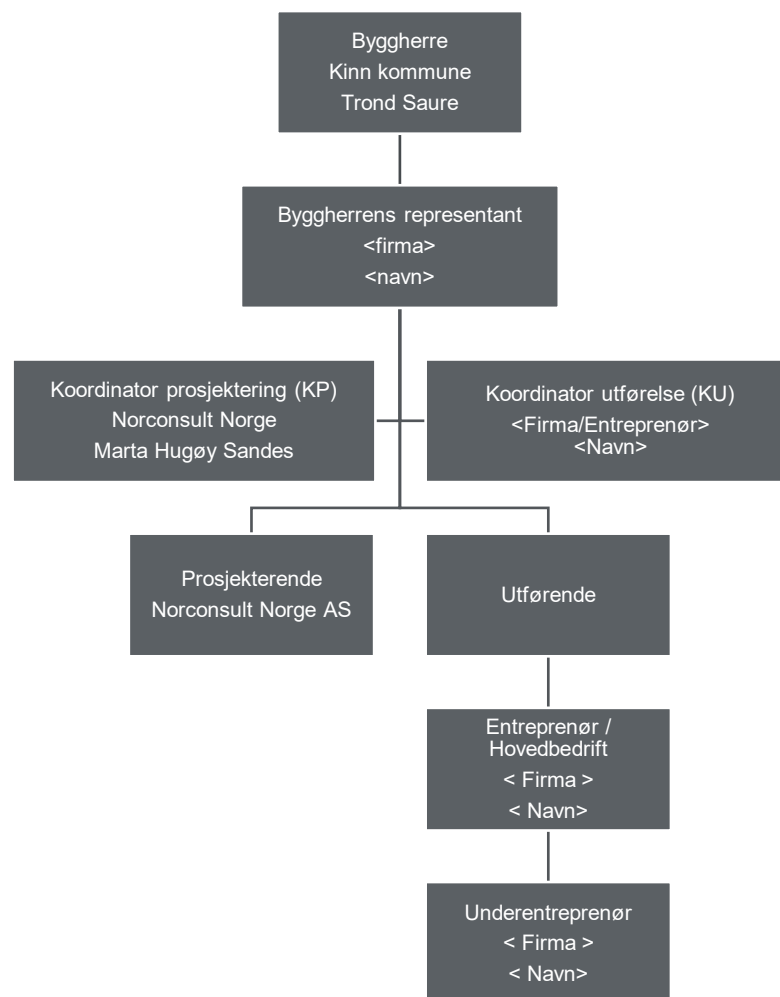 Byggherre
Kinn kommune
Trond Saure
Byggherrens representant
<firma>
<navn>
Koordinator prosjektering (KP)
Norconsult Norge
Marta Hugøy Sandes
Koordinator utførelse (KU)
<Firma/Entreprenør>
<Navn>
Prosjekterende
Norconsult Norge AS
Utførende
Entreprenør /
Hovedbedrift
< Firma >
< Navn>
Underentreprenør
< Firma >
< Navn>